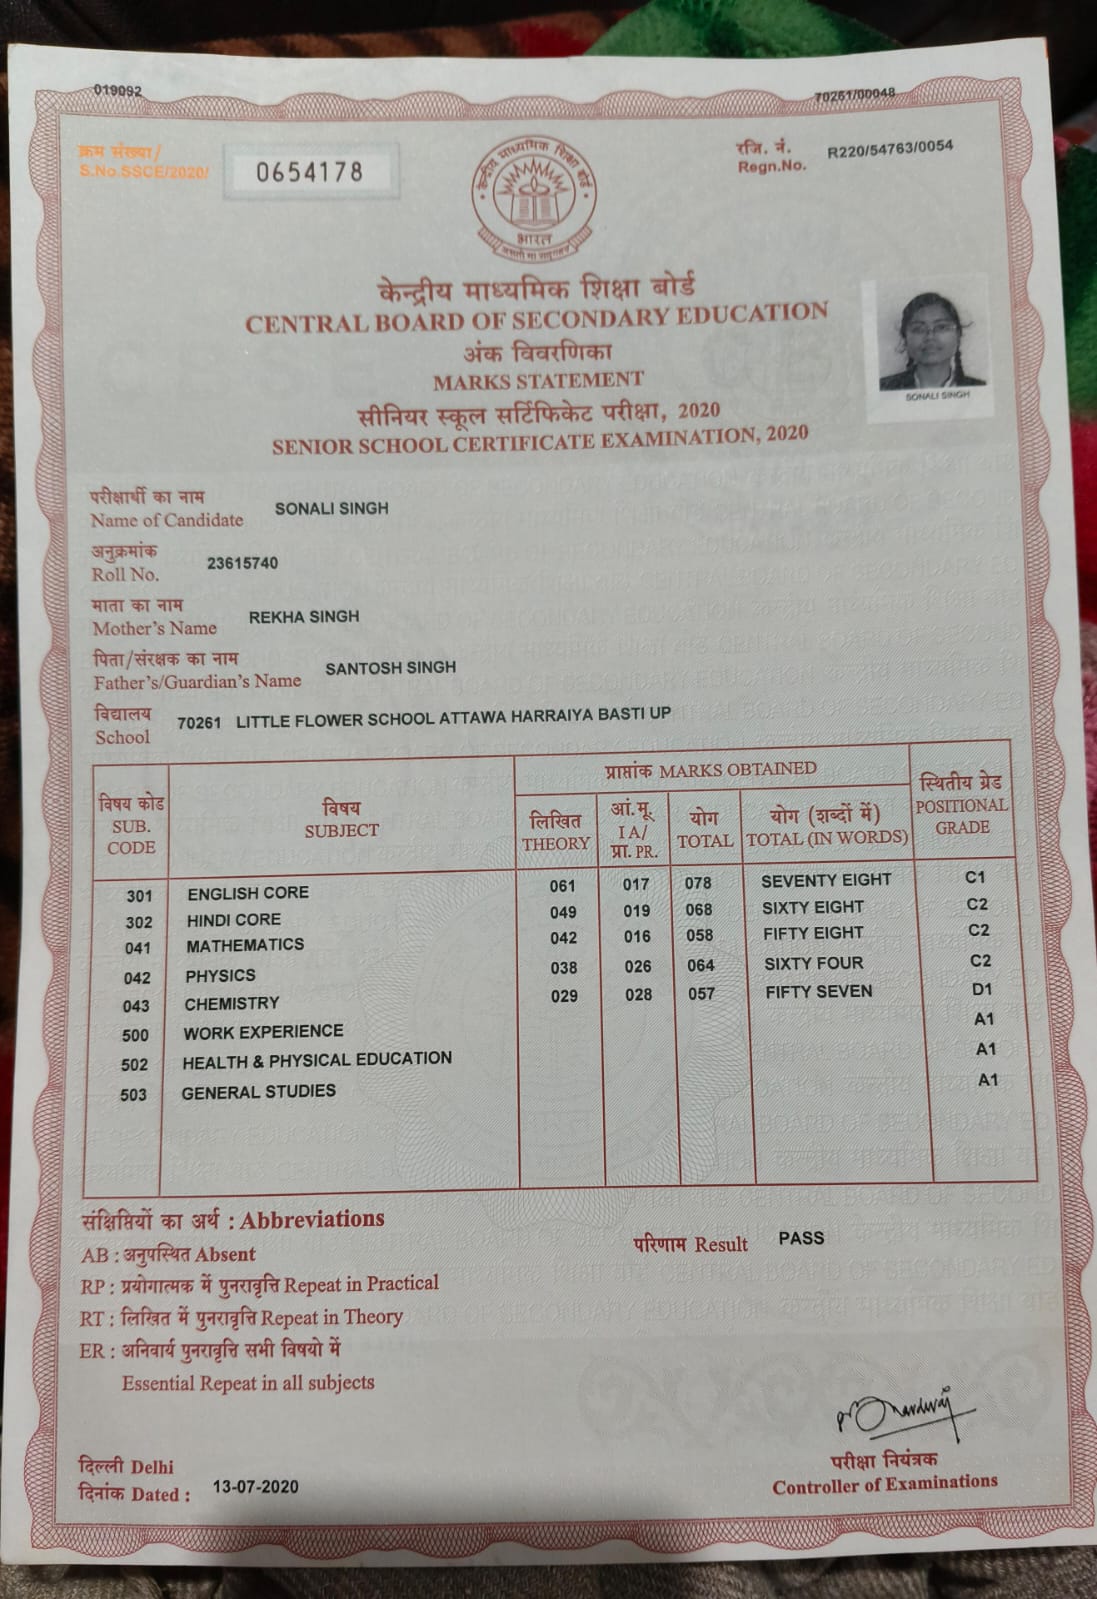 019092
70261/00048
क्रम संख्या/
S.No.SSCE/2020/
0654178
रजि. नं.
Regn.No. R220/54763/0054
केन्द्रीय माध्यमिक शिक्षा बोर्ड
भारत
केन्द्रीय माध्यमिक शिक्षा बोर्ड
CENTRAL BOARD OF SECONDARY EDUCATION
अंक विवरणिका
MARKS STATEMENT
सीनियर स्कूल सर्टिफिकेट परीक्षा, 2020
SENIOR SCHOOL CERTIFICATE EXAMINATION, 2020
SONALI SINGH
परीक्षार्थी का नाम
Name of Candidate SONALI SINGH
अनुक्रमांक
Roll No. 23615740
माता का नाम
Mother's Name REKHA SINGH
पिता/संरक्षक का नाम
Father's/Guardian's Name SANTOSH SINGH
विद्यालय
School 70261 LITTLE FLOWER SCHOOL ATTAWA HARRAIYA BASTI UP
विषय कोड
SUB.
CODE
विषय
SUBJECT
प्राप्तांक MARKS OBTAINED
लिखित
THEORY
आं.मू.
I A/
प्रा. PR.
योग
TOTAL
योग (शब्दों में)
TOTAL (IN WORDS)
स्थितीय ग्रेड
POSITIONAL
GRADE
301 ENGLISH CORE 061 017 078 SEVENTY EIGHT C1
302 HINDI CORE 049 019 068 SIXTY EIGHT C2
041 MATHEMATICS 042 016 058 FIFTY EIGHT C2
042 PHYSICS 038 026 064 SIXTY FOUR C2
043 CHEMISTRY 029 028 057 FIFTY SEVEN D1
500 WORK EXPERIENCE A1
502 HEALTH & PHYSICAL EDUCATION A1
503 GENERAL STUDIES A1
संक्षिप्तियों का अर्थ : Abbreviations
AB : अनुपस्थित Absent
RP : प्रयोगात्मक में पुनरावृत्ति Repeat in Practical
RT : लिखित में पुनरावृत्ति Repeat in Theory
ER : अनिवार्य पुनरावृत्ति सभी विषयो में
Essential Repeat in all subjects
परिणाम Result PASS
दिल्ली Delhi
दिनांक Dated : 13-07-2020
परीक्षा नियंत्रक
Controller of Examinations